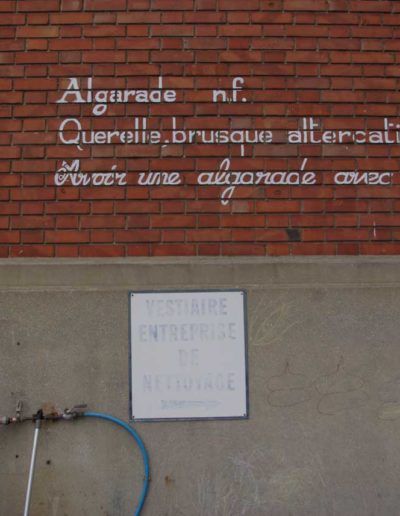 Algarade n.f.
Querelle, brusque altercati
Avoir une algarade avec
VESTIAIRE
ENTREPRISE
DE
NETTOYAGE